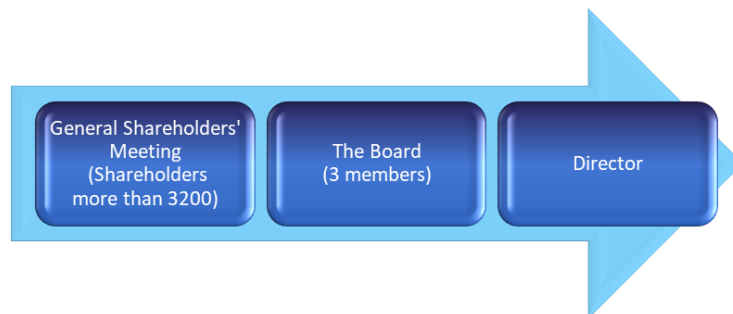 General Shareholders'
Meeting
(Shareholders
more than 3200)
The Board
(3 members)
Director